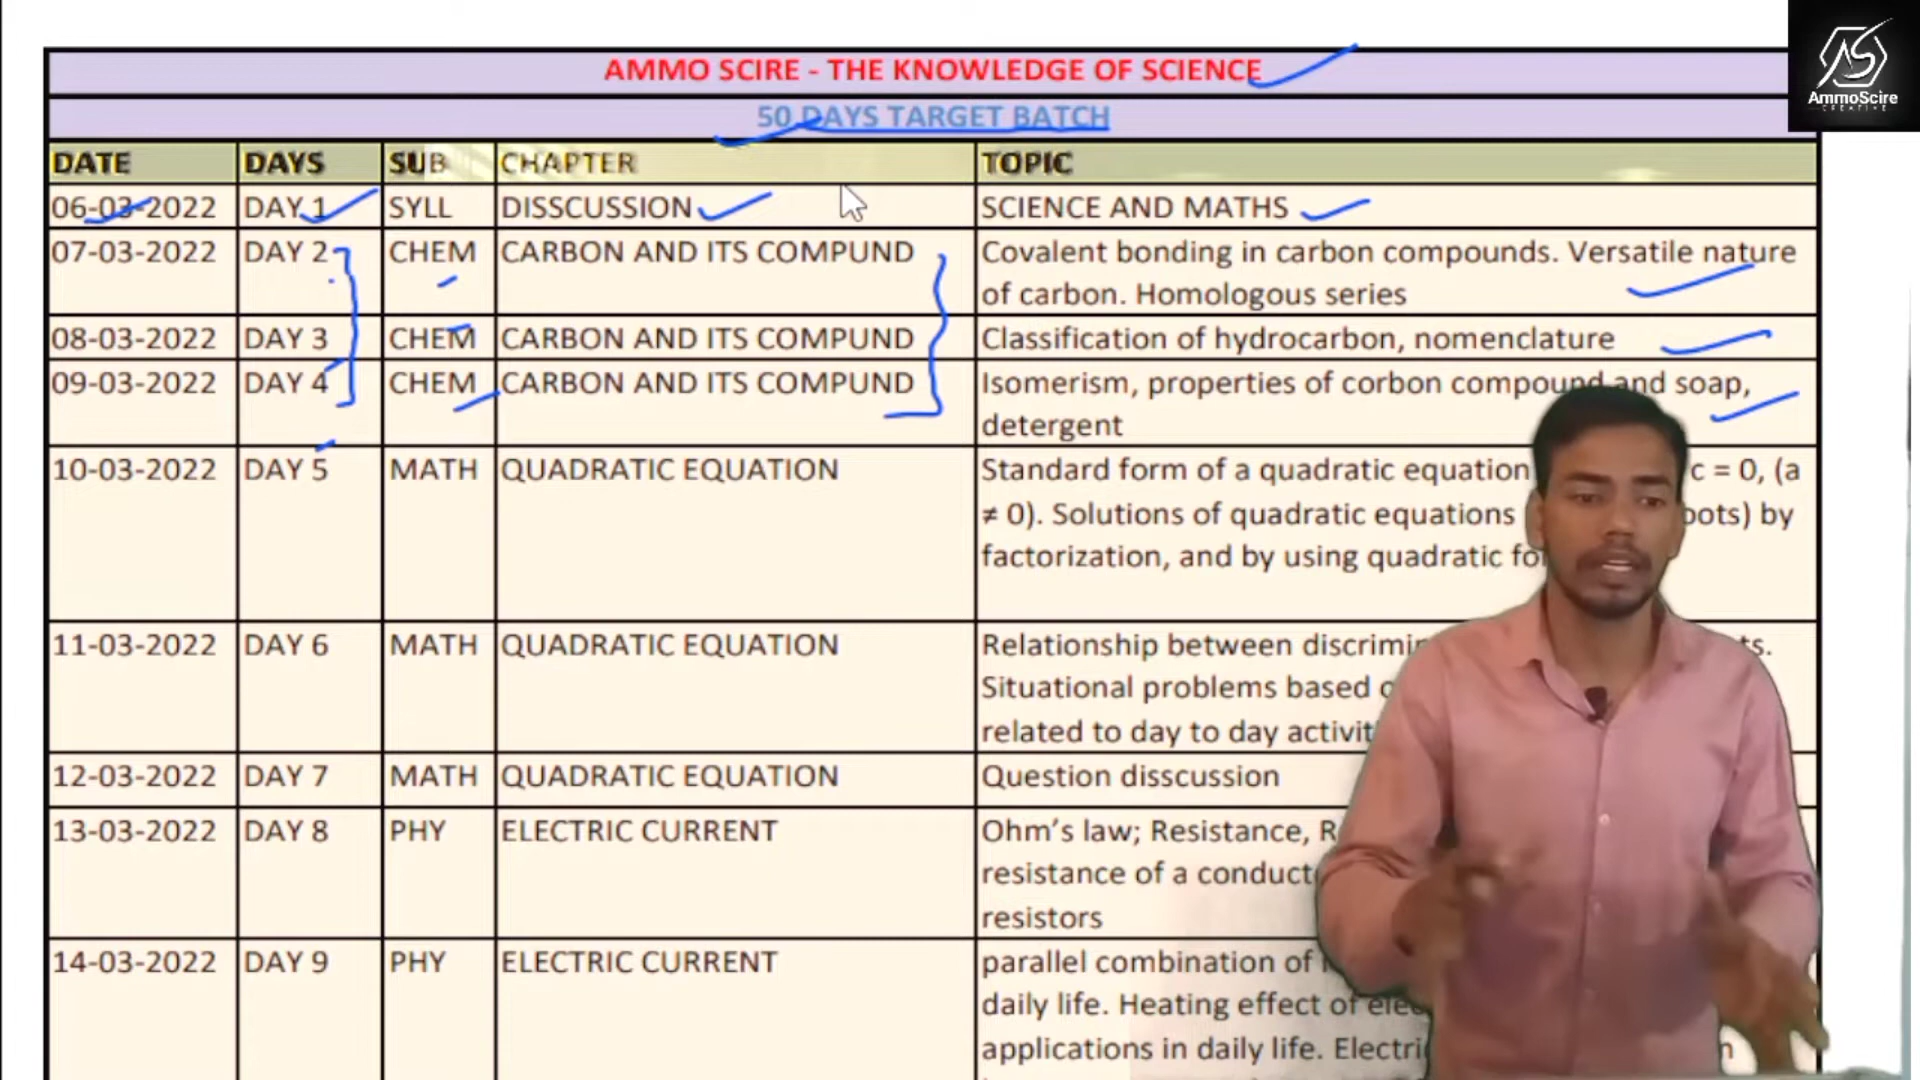 AMMO SCIRE - THE KNOWLEDGE OF SCIENCE
AmmoScire
CREATIVE
50 DAYS TARGET BATCH
DATE DAYS SUB CHAPTER TOPIC
06-03-2022 DAY 1 SYLL DISSCUSSION SCIENCE AND MATHS
07-03-2022 DAY 2 CHEM CARBON AND ITS COMPUND Covalent bonding in carbon compounds. Versatile nature
of carbon. Homologous series
08-03-2022 DAY 3 CHEM CARBON AND ITS COMPUND Classification of hydrocarbon, nomenclature
09-03-2022 DAY 4 CHEM CARBON AND ITS COMPUND Isomerism, properties of corbon compound and soap,
detergent
10-03-2022 DAY 5 MATH QUADRATIC EQUATION Standard form of a quadratic equation c = 0, (a
≠ 0). Solutions of quadratic equations by
factorization, and by using quadratic
11-03-2022 DAY 6 MATH QUADRATIC EQUATION Relationship between
Situational problems based
related to day to day
12-03-2022 DAY 7 MATH QUADRATIC EQUATION Question disscussion
13-03-2022 DAY 8 PHY ELECTRIC CURRENT Ohm's law; Resistance,
resistance of a
resistors
14-03-2022 DAY 9 PHY ELECTRIC CURRENT parallel combination of
daily life. Heating effect of
applications in daily life.